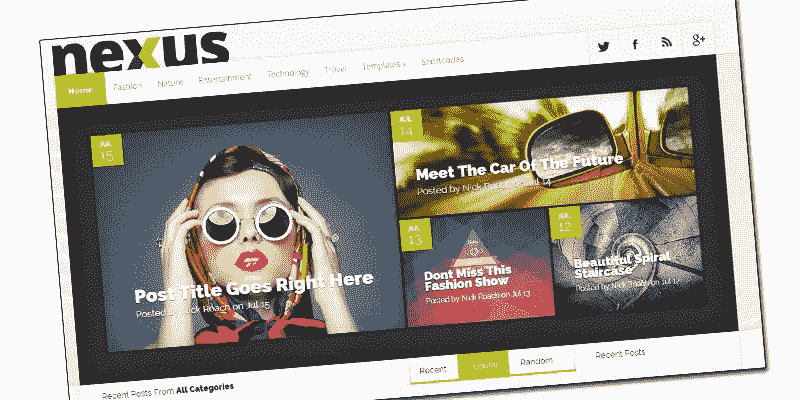 nexus
Home Fashion Nature Entertainment Technology Travel Templates » Shortcodes
JUL
15
Post Title Goes Right Here
Posted by Nick Roach on Jul 15
JUL
14
Meet The Car Of The Future
Posted by Nick Roach on Jul 14
JUL
13
Dont Miss This
Fashion Show
Posted by Nick Roach on Jul 13
JUL
12
Beautiful Spiral
Staircase
Posted by Nick Roach on Jul 12
Recent Posts From All Categories
Recent Popular Random
Recent Posts